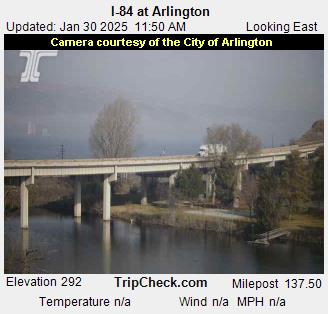 I-84 at Arlington
Updated: Jan 30 2025 11:50 AM Looking East
Camera courtesy of the City of Arlington
Elevation 292 TripCheck.com Milepost 137.50
Temperature n/a Wind n/a MPH n/a